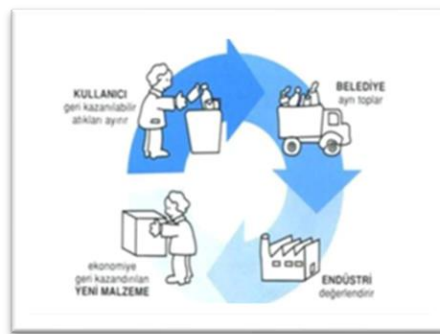 KULLANICI
geri kazanılabilir
atıkları ayırır
BELEDİYE
ayrı toplar
ENDÜSTRİ
değerlendirir
ekonomiye
geri kazandırılan
YENİ MALZEME